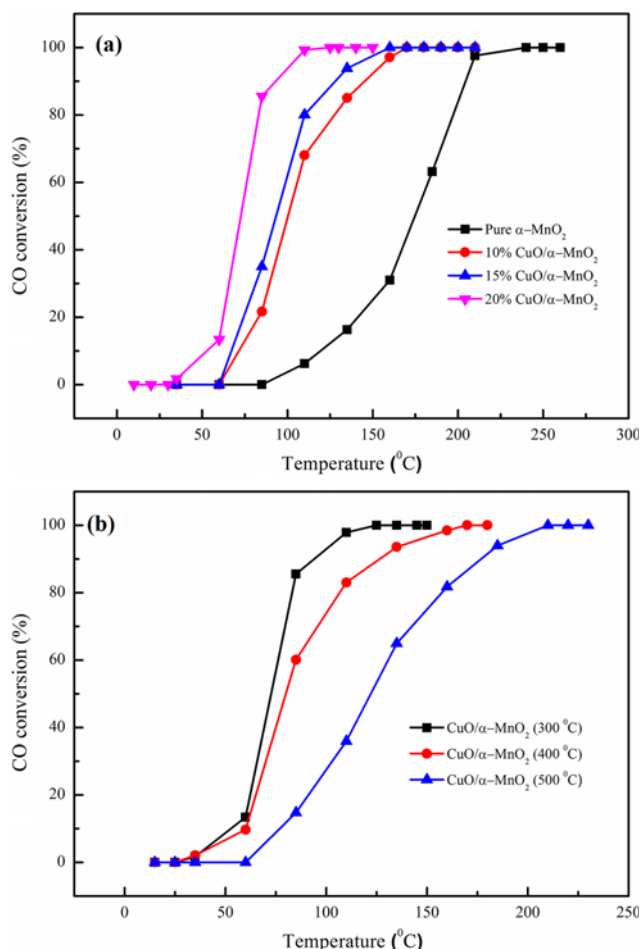 (a)
CO conversion (%)
100
80
60
40
20
0
Pure α−MnO₂
10% CuO/α−MnO₂
15% CuO/α−MnO₂
20% CuO/α−MnO₂
0 50 100 150 200 250 300
Temperature (⁰C)
(b)
CO conversion (%)
100
80
60
40
20
0
CuO/α−MnO₂ (300 ⁰C)
CuO/α−MnO₂ (400 ⁰C)
CuO/α−MnO₂ (500 ⁰C)
0 50 100 150 200 250
Temperature (⁰C)